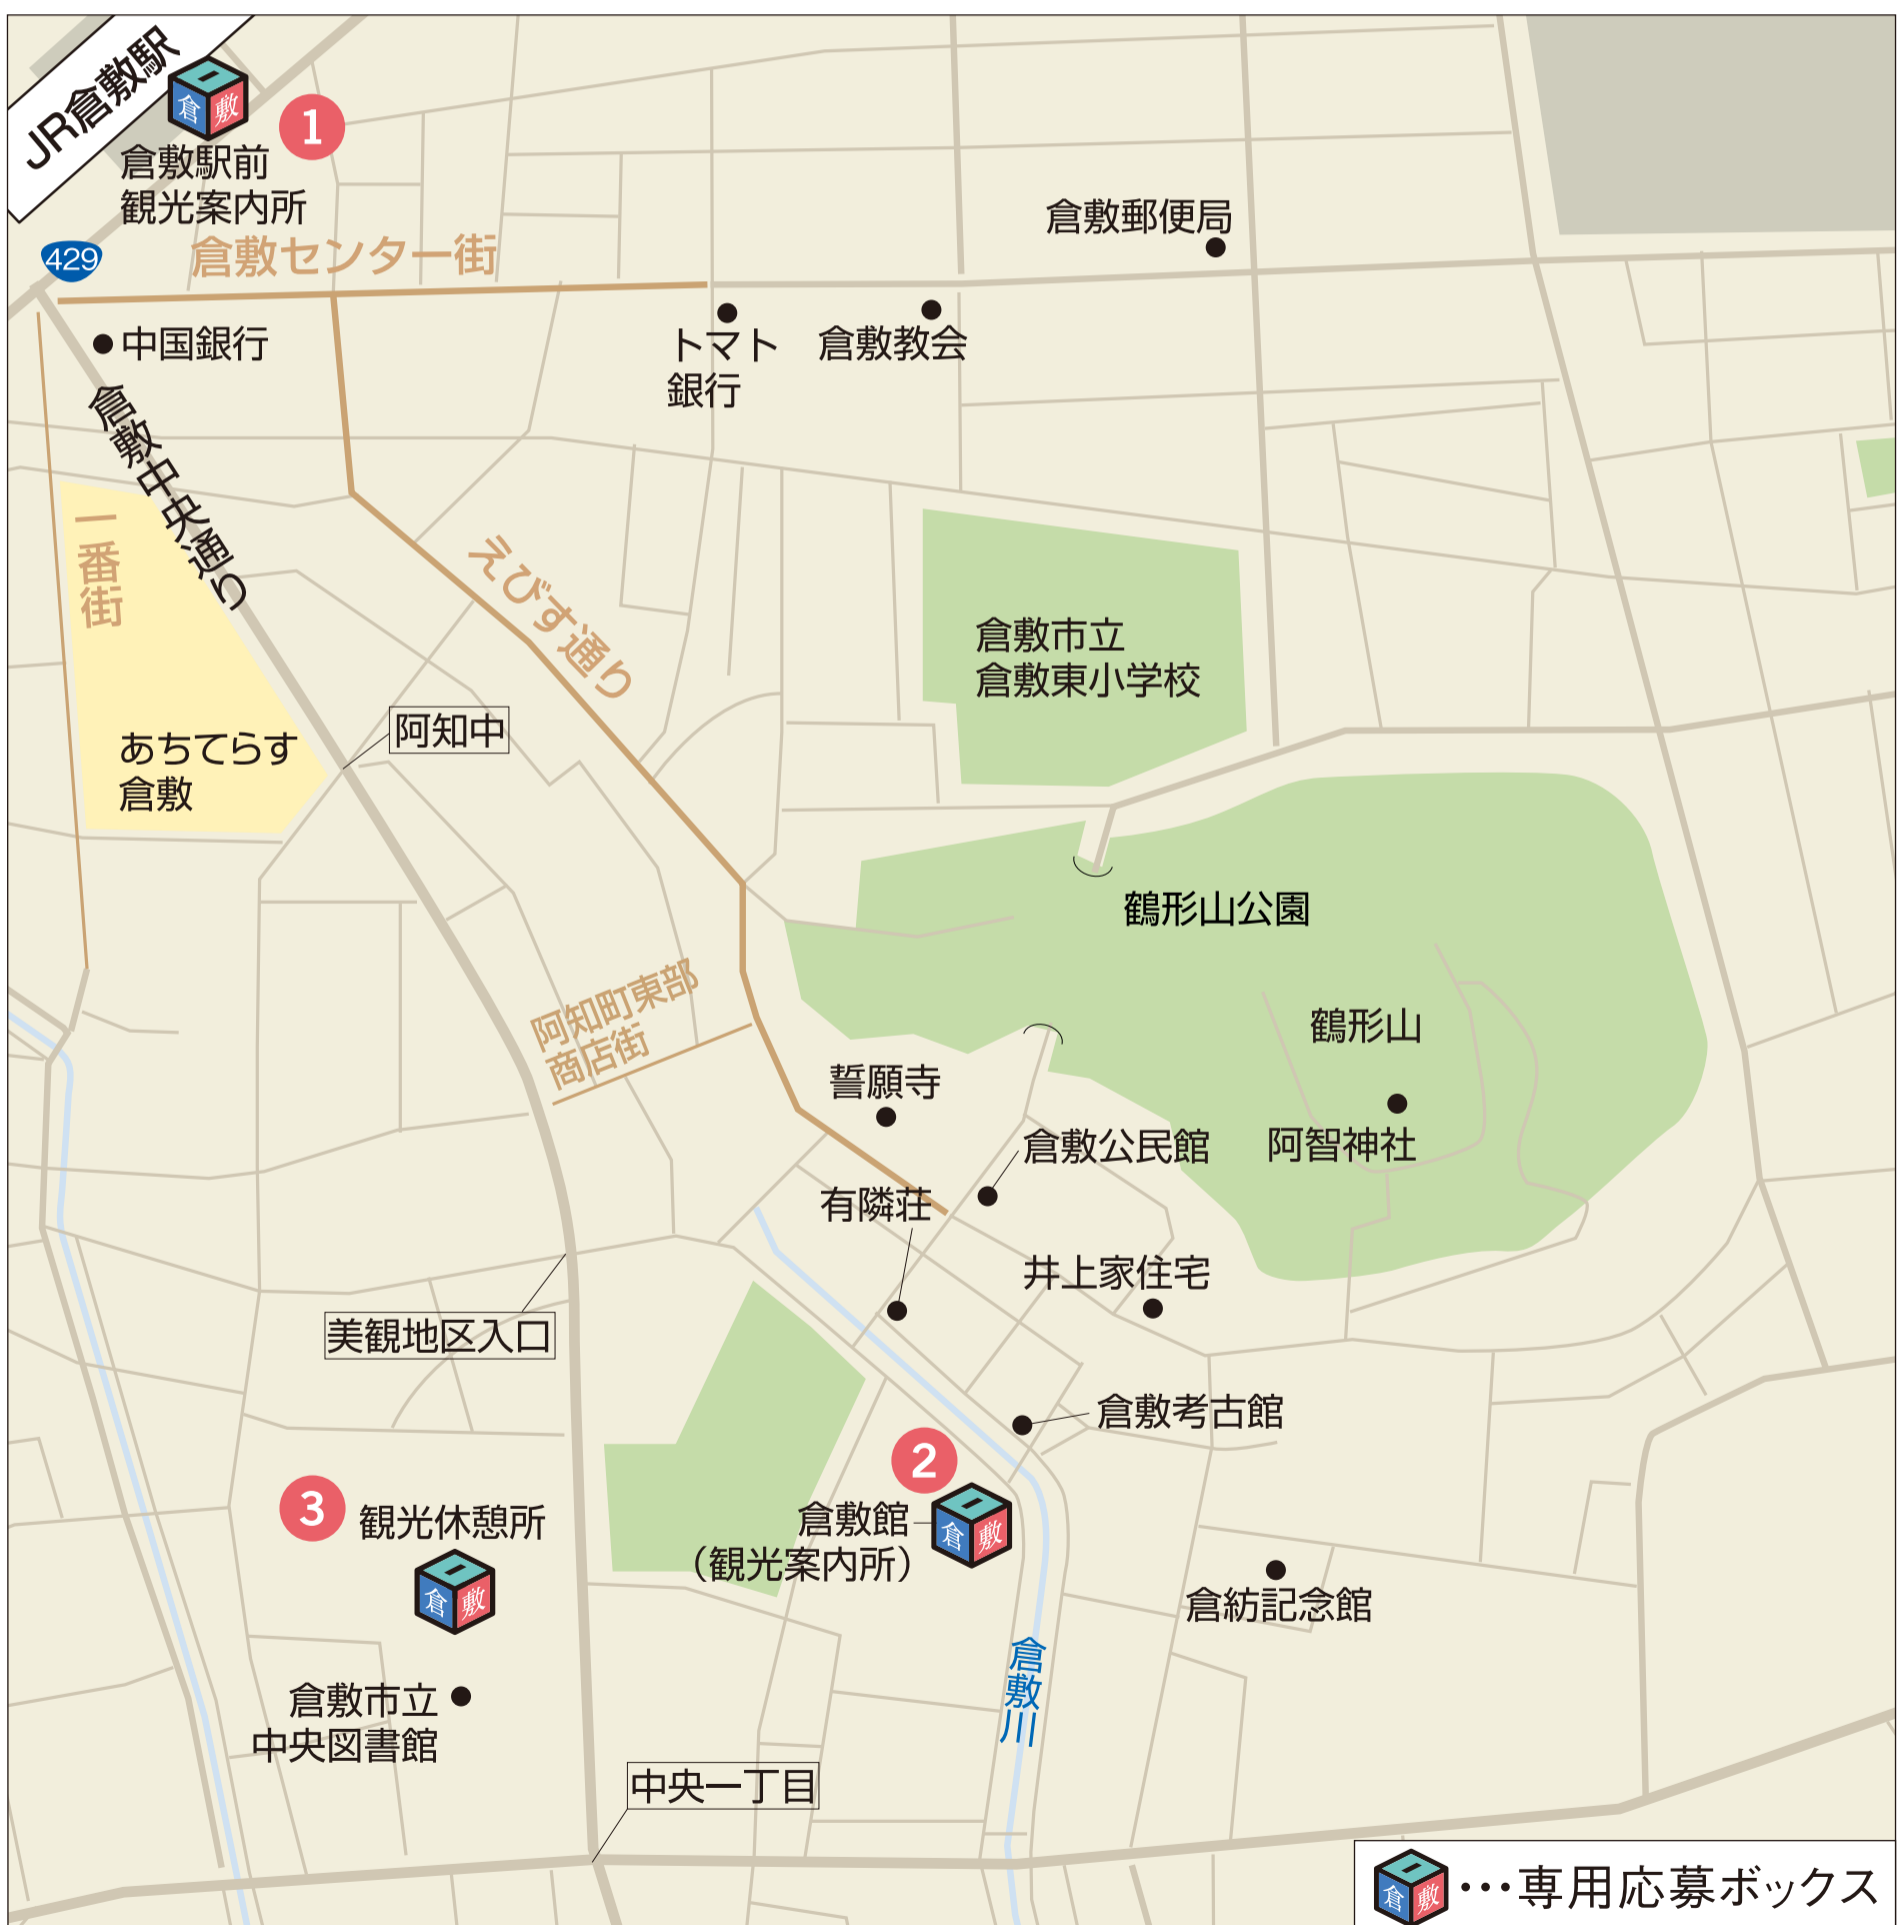 JR倉敷駅
倉敷
1
倉敷駅前
観光案内所
429
倉敷センター街
倉敷郵便局
中国銀行
トマト
銀行
倉敷教会
倉敷中央通り
一番街
えびす通り
倉敷市立
倉敷東小学校
阿知中
あちてらす
倉敷
鶴形山公園
阿知町東部
商店街
鶴形山
誓願寺
倉敷公民館
阿智神社
有隣荘
井上家住宅
美観地区入口
倉敷考古館
2
倉敷館
（観光案内所）
倉敷
3
観光休憩所
倉敷
倉紡記念館
倉敷川
倉敷市立
中央図書館
中央一丁目
倉敷
…専用応募ボックス